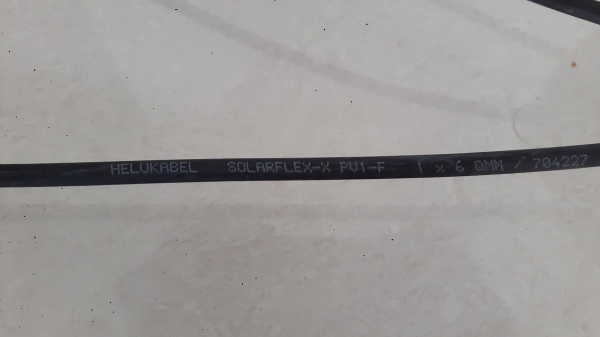 HELUKABEL SOLARFLEX-X PV1-F 1 x 6 QMM / 704227